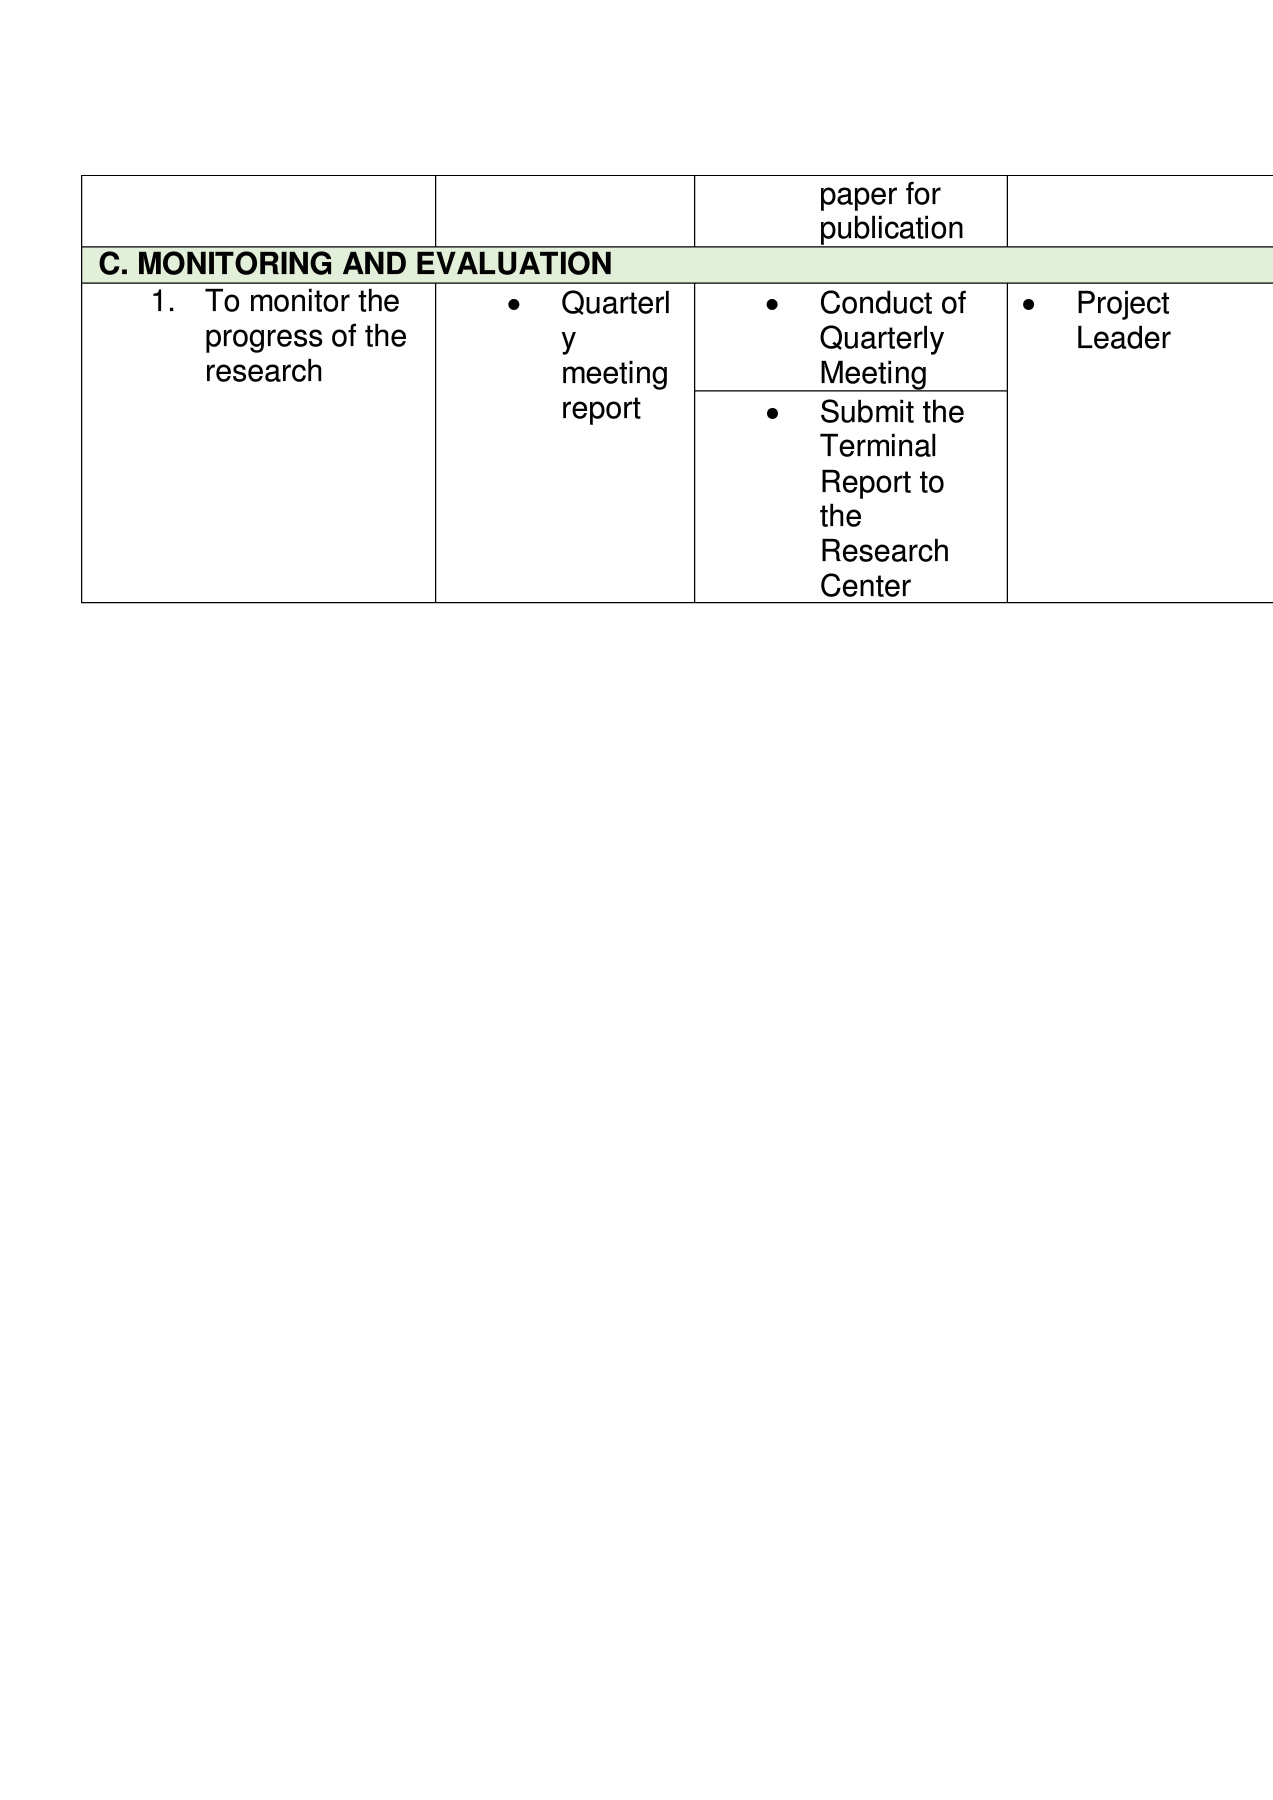 paper for
publication
C. MONITORING AND EVALUATION
1. To monitor the
progress of the
research
• Quarterl
y
meeting
report
• Conduct of
Quarterly
Meeting
• Submit the
Terminal
Report to
the
Research
Center
• Project
Leader